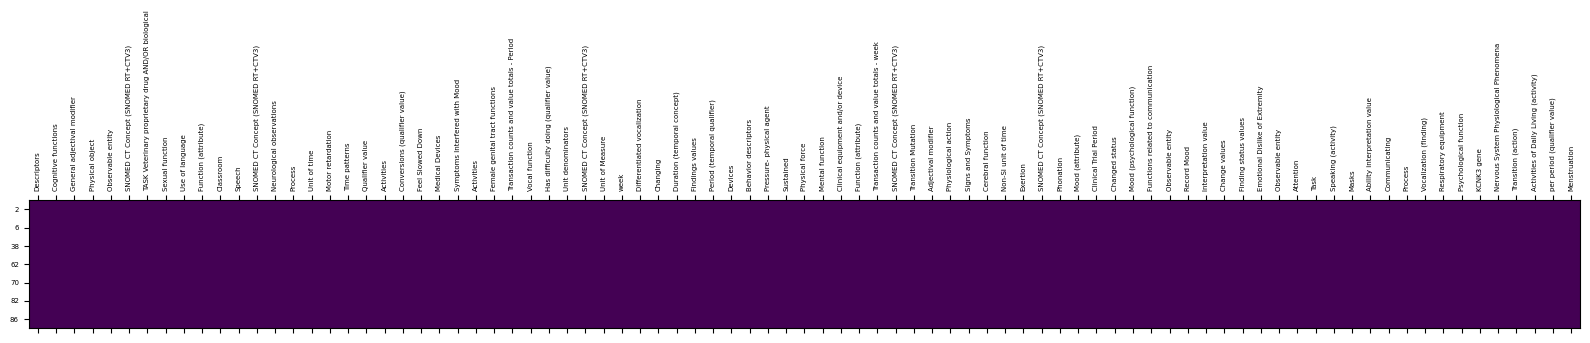 Descriptors
Cognitive functions
General adjectival modifier
Physical object
Observable entity
SNOMED CT Concept (SNOMED RT+CTV3)
TASK Veterinary proprietary drug AND/OR biological
Sexual function
Use of language
Function (attribute)
Classroom
Speech
SNOMED CT Concept (SNOMED RT+CTV3)
Neurological observations
Process
Unit of time
Motor retardation
Time patterns
Qualifier value
Activities
Conversions (qualifier value)
Feel Slowed Down
Medical Devices
Symptoms Interfered with Mood
Activities
Female genital tract functions
Transaction counts and value totals - Period
Vocal function
Has difficulty doing (qualifier value)
Unit denominators
SNOMED CT Concept (SNOMED RT+CTV3)
Unit of Measure
week
Differentiated vocalization
Changing
Duration (temporal concept)
Findings values
Period (temporal qualifier)
Devices
Behavior descriptors
Pressure- physical agent
Sustained
Physical force
Mental function
Clinical equipment and/or device
Function (attribute)
Transaction counts and value totals - week
SNOMED CT Concept (SNOMED RT+CTV3)
Transition Mutation
Adjectival modifier
Physiological action
Signs and Symptoms
Cerebral function
Non-SI unit of time
Exertion
SNOMED CT Concept (SNOMED RT+CTV3)
Phonation
Mood (attribute)
Clinical Trial Period
Changed status
Mood (psychological function)
Functions related to communication
Observable entity
Record Mood
Interpretation value
Change values
Finding status values
Emotional Dislike of Extremity
Observable entity
Attention
Task
Speaking (activity)
Masks
Ability interpretation value
Communicating
Process
Vocalization (finding)
Respiratory equipment
Psychological function
KCNK3 gene
Nervous System Physiological Phenomena
Transition (action)
Activities of Daily Living (activity)
per period (qualifier value)
Menstruation
2
6
38
62
70
82
86